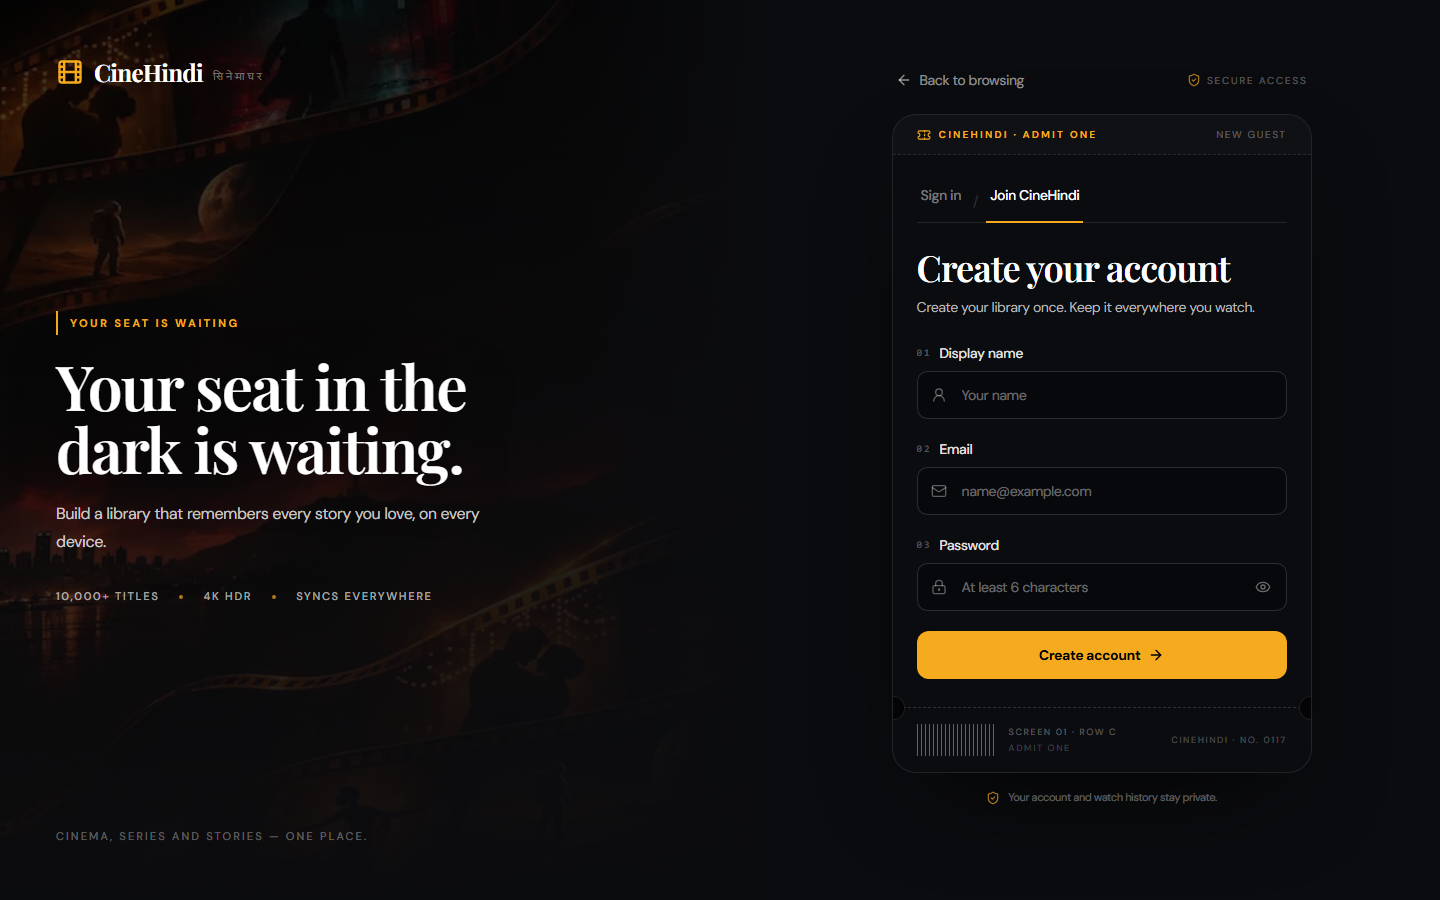 CineHindi सिनेमाघर
YOUR SEAT IS WAITING
Your seat in the
dark is waiting.
Build a library that remembers every story you love, on every
device.
10,000+ TITLES • 4K HDR • SYNCS EVERYWHERE
CINEMA, SERIES AND STORIES — ONE PLACE.
Back to browsing
SECURE ACCESS
CINEHINDI · ADMIT ONE
NEW GUEST
Sign in / Join CineHindi
Create your account
Create your library once. Keep it everywhere you watch.
01 Display name
Your name
02 Email
name@example.com
03 Password
At least 6 characters
Create account →
SCREEN 01 · ROW C
ADMIT ONE
CINEHINDI · NO. 0117
Your account and watch history stay private.